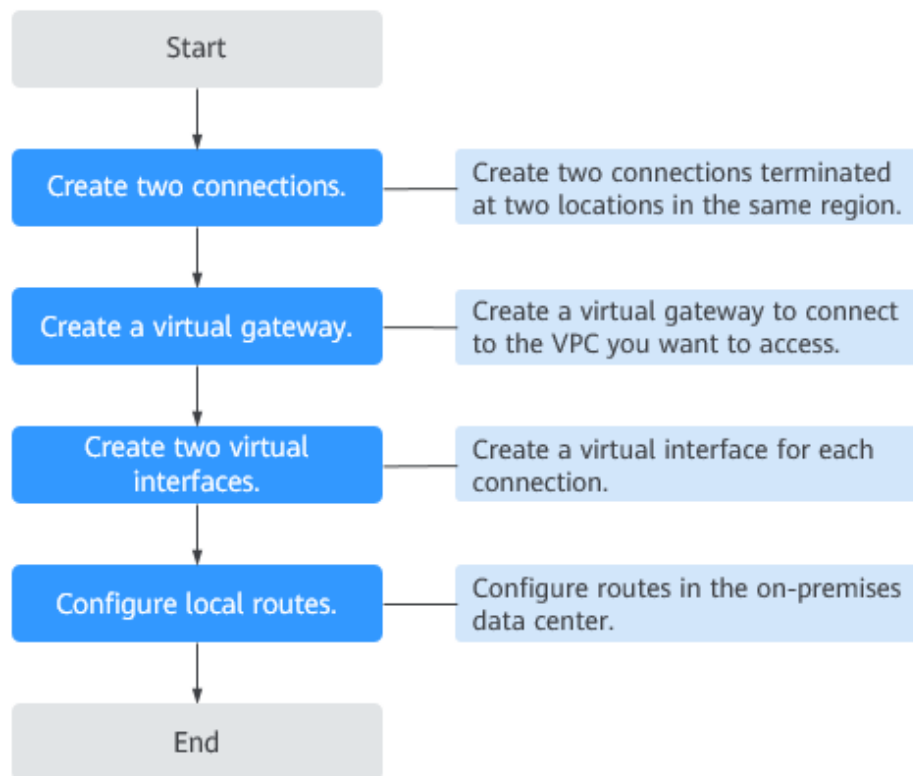 Start
Create two connections.
Create two connections terminated
at two locations in the same region.
Create a virtual gateway.
Create a virtual gateway to connect
to the VPC you want to access.
Create two virtual
interfaces.
Create a virtual interface for each
connection.
Configure local routes.
Configure routes in the on-premises
data center.
End